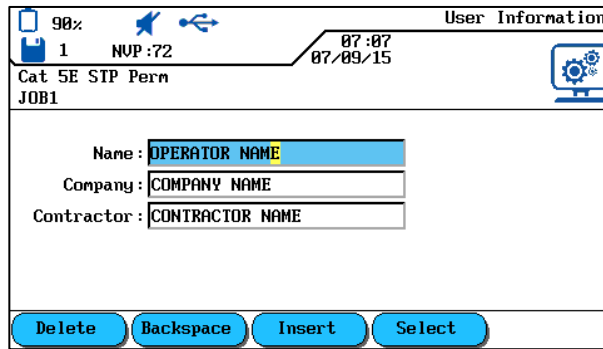 90% User Information
1 NVP:72 07:07
07/09/15
Cat 5E STP Perm
JOB1
Name: OPERATOR NAME
Company: COMPANY NAME
Contractor: CONTRACTOR NAME
Delete Backspace Insert Select